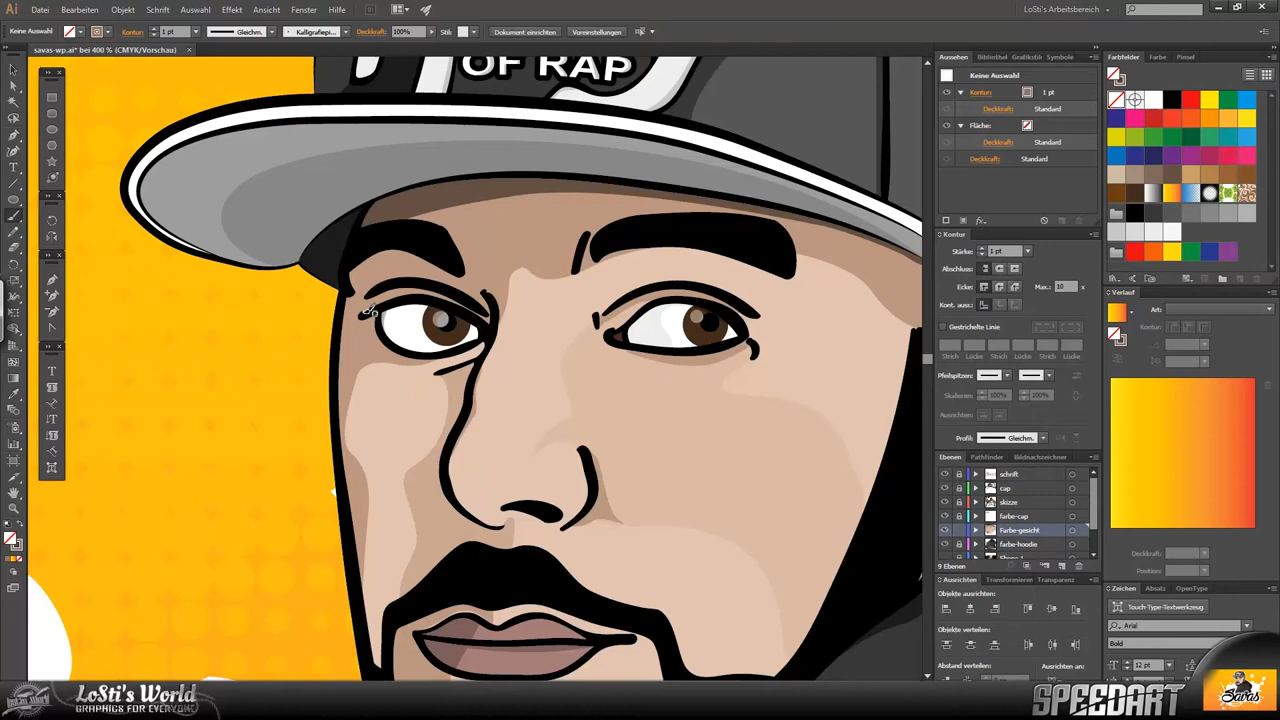 Ai Datei Bearbeiten Objekt Schrift Auswahl Effekt Ansicht Fenster Hilfe Br LoSti's Arbeitsbereich
Keine Auswahl Kontur: 1 pt Gleichm. Kalligrafiepi... Deckkraft: 100% Stil: Dokument einrichten Voreinstellungen
savas-wp.ai* bei 400 % (CMYK/Vorschau)
OF RAP
Aussehen Bibliothel Grafikstil Symbole
Keine Auswahl
Kontur: 1 pt
Deckkraft: Standard
Fläche:
Deckkraft: Standard
Deckkraft: Standard
fx
Kontur
Stärke: 1 pt
Abschluss:
Ecke: Max.: 10 x
Kont. ausr.:
Gestrichelte Linie
Strich Lücke Strich Lücke Strich Lücke
Pfeilspitzen:
Skalieren: 100% 100%
Ausrichten:
Profil: Gleichm.
Ebenen Pathfinder Bildnachzeichner
schrift
cap
skizze
farbe-cap
Farbe-gesicht
farbe-hoodie
Ebene 1
9 Ebenen
Ausrichten Transformieren Transparenz
Objekte ausrichten:
Objekte verteilen:
Abstand verteilen: Ausrichten an:
Farbfelder Farbe Pinsel
Verlauf
Art:
Deckkraft:
Position:
Zeichen Absatz OpenType
Touch-Type-Textwerkzeug
Arial
Bold
12 pt
LoSti's World
GRAPHICS FOR EVERYONE
SPEEDART
Savas